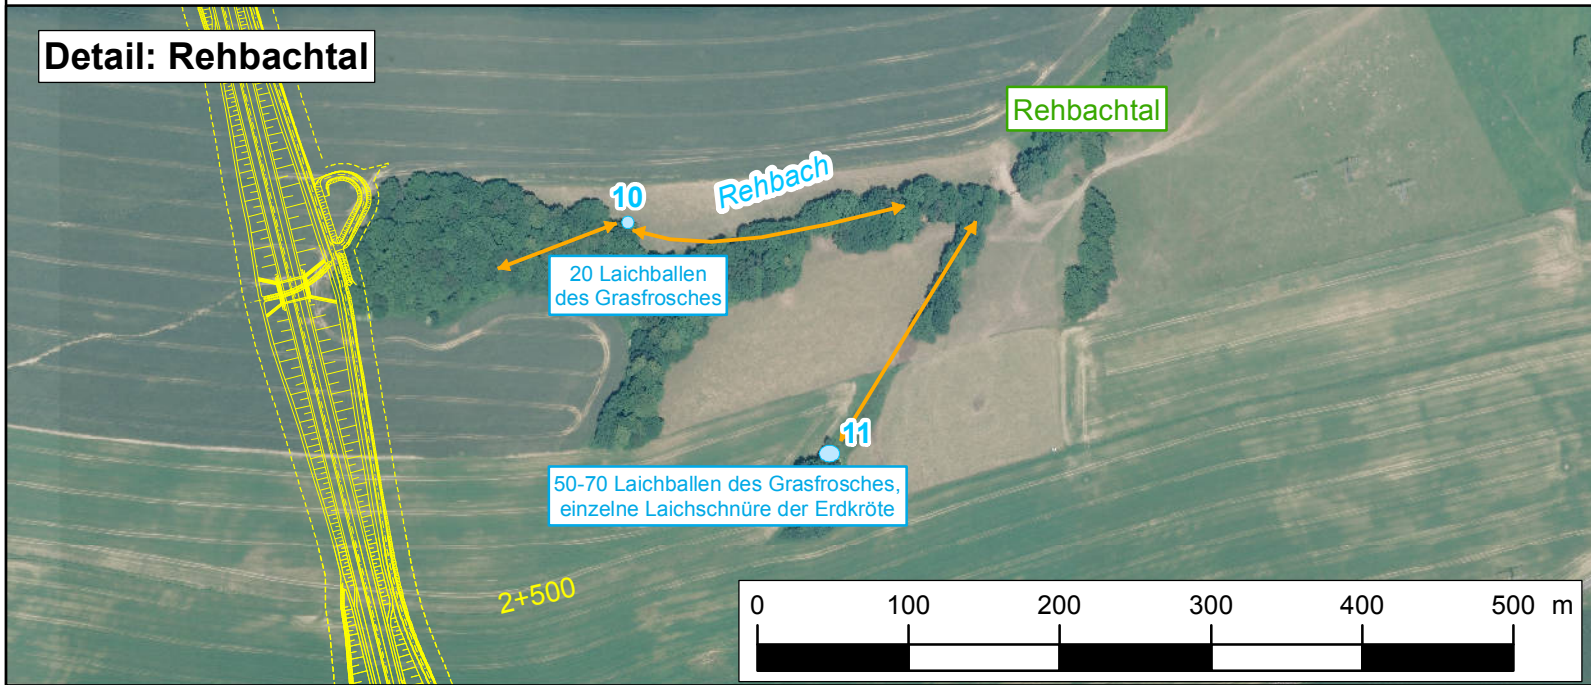 Detail: Rehbachtal
Rehbachtal
10
Rehbach
20 Laichballen
des Grasfrosches
11
50-70 Laichballen des Grasfrosches,
einzelne Laichschnüre der Erdkröte
2+500
0 100 200 300 400 500 m